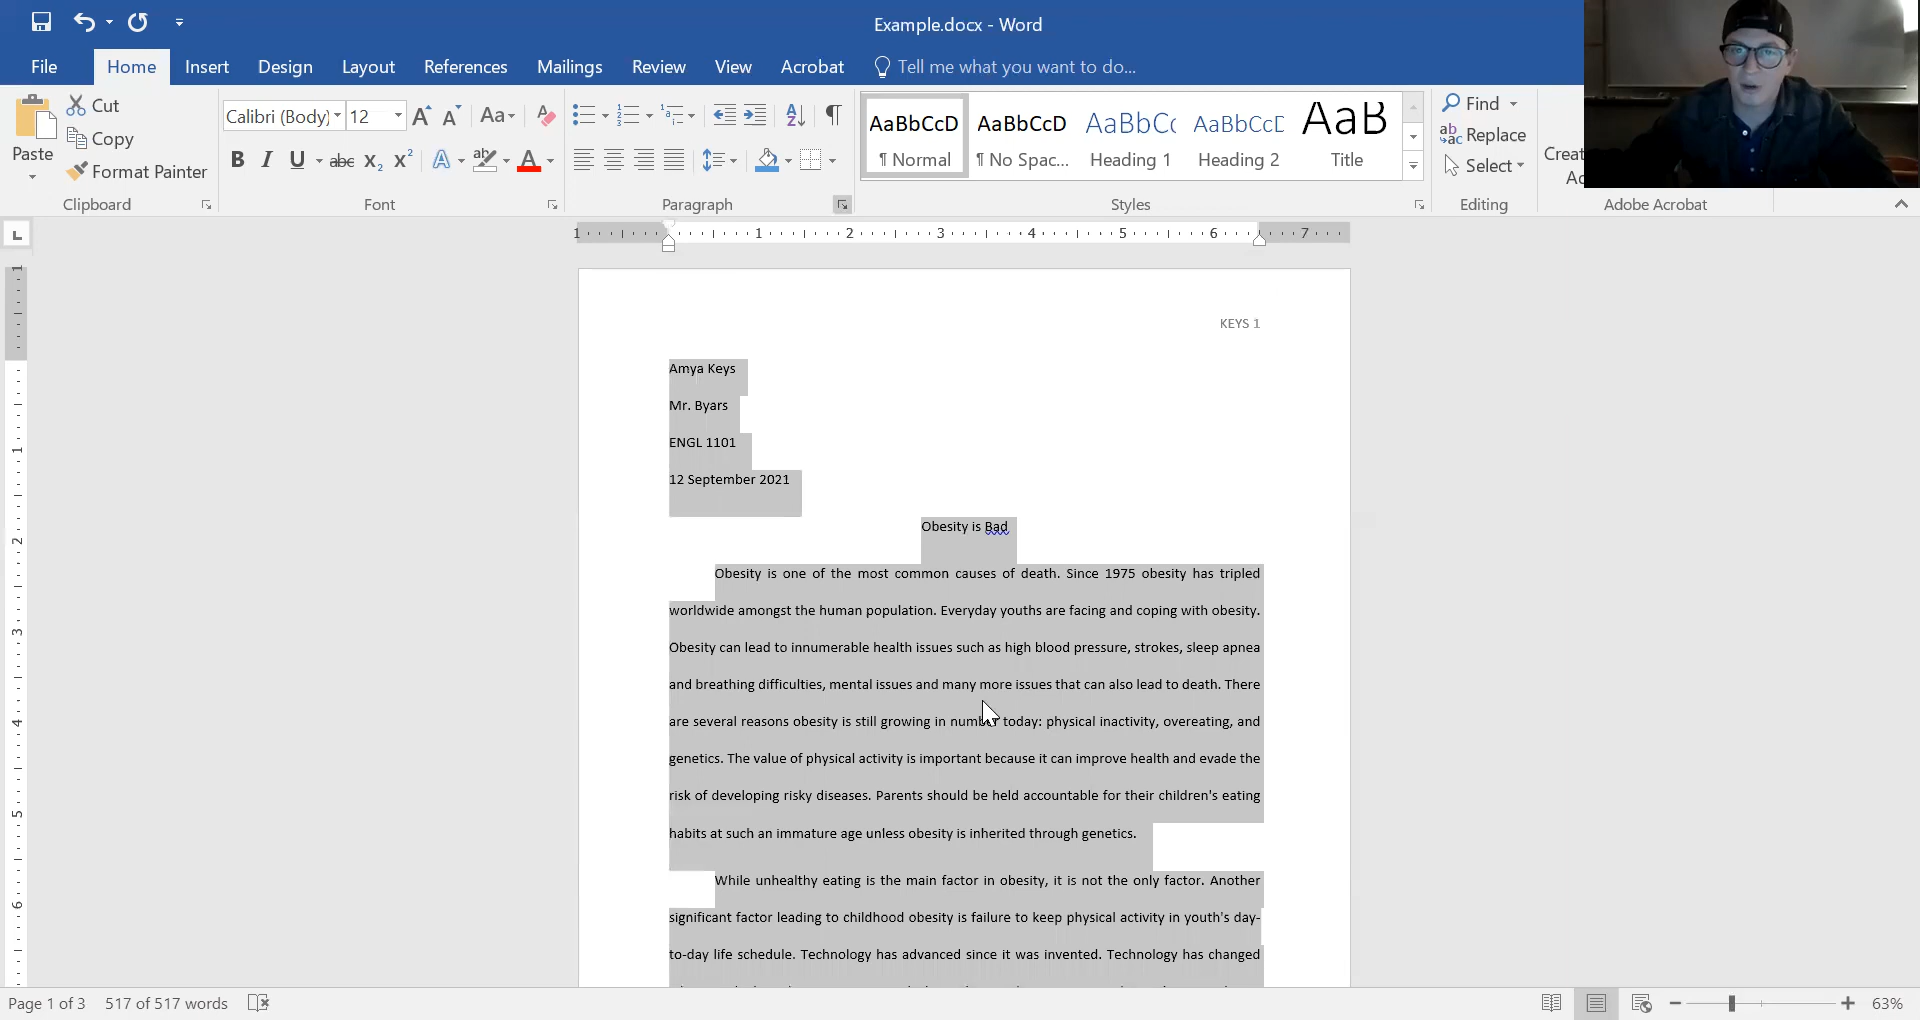 Example.docx - Word
File Home Insert Design Layout References Mailings Review View Acrobat Tell me what you want to do...
Paste
Cut
Copy
Format Painter
Clipboard
Calibri (Body) 12
Font
Paragraph
AaBbCcD AaBbCcD AaBbCc AaBbCcD AaB
¶ Normal ¶ No Spac... Heading 1 Heading 2 Title
Styles
Find
Replace
Select
Editing
Adobe Acrobat
1 1 2 3 4 5 6 7
KEYS 1
Amya Keys
Mr. Byars
ENGL 1101
12 September 2021
Obesity is Bad
Obesity is one of the most common causes of death. Since 1975 obesity has tripled
worldwide amongst the human population. Everyday youths are facing and coping with obesity.
Obesity can lead to innumerable health issues such as high blood pressure, strokes, sleep apnea
and breathing difficulties, mental issues and many more issues that can also lead to death. There
are several reasons obesity is still growing in number today: physical inactivity, overeating, and
genetics. The value of physical activity is important because it can improve health and evade the
risk of developing risky diseases. Parents should be held accountable for their children's eating
habits at such an immature age unless obesity is inherited through genetics.
While unhealthy eating is the main factor in obesity, it is not the only factor. Another
significant factor leading to childhood obesity is failure to keep physical activity in youth's day-
to-day life schedule. Technology has advanced since it was invented. Technology has changed
Page 1 of 3 517 of 517 words 63%